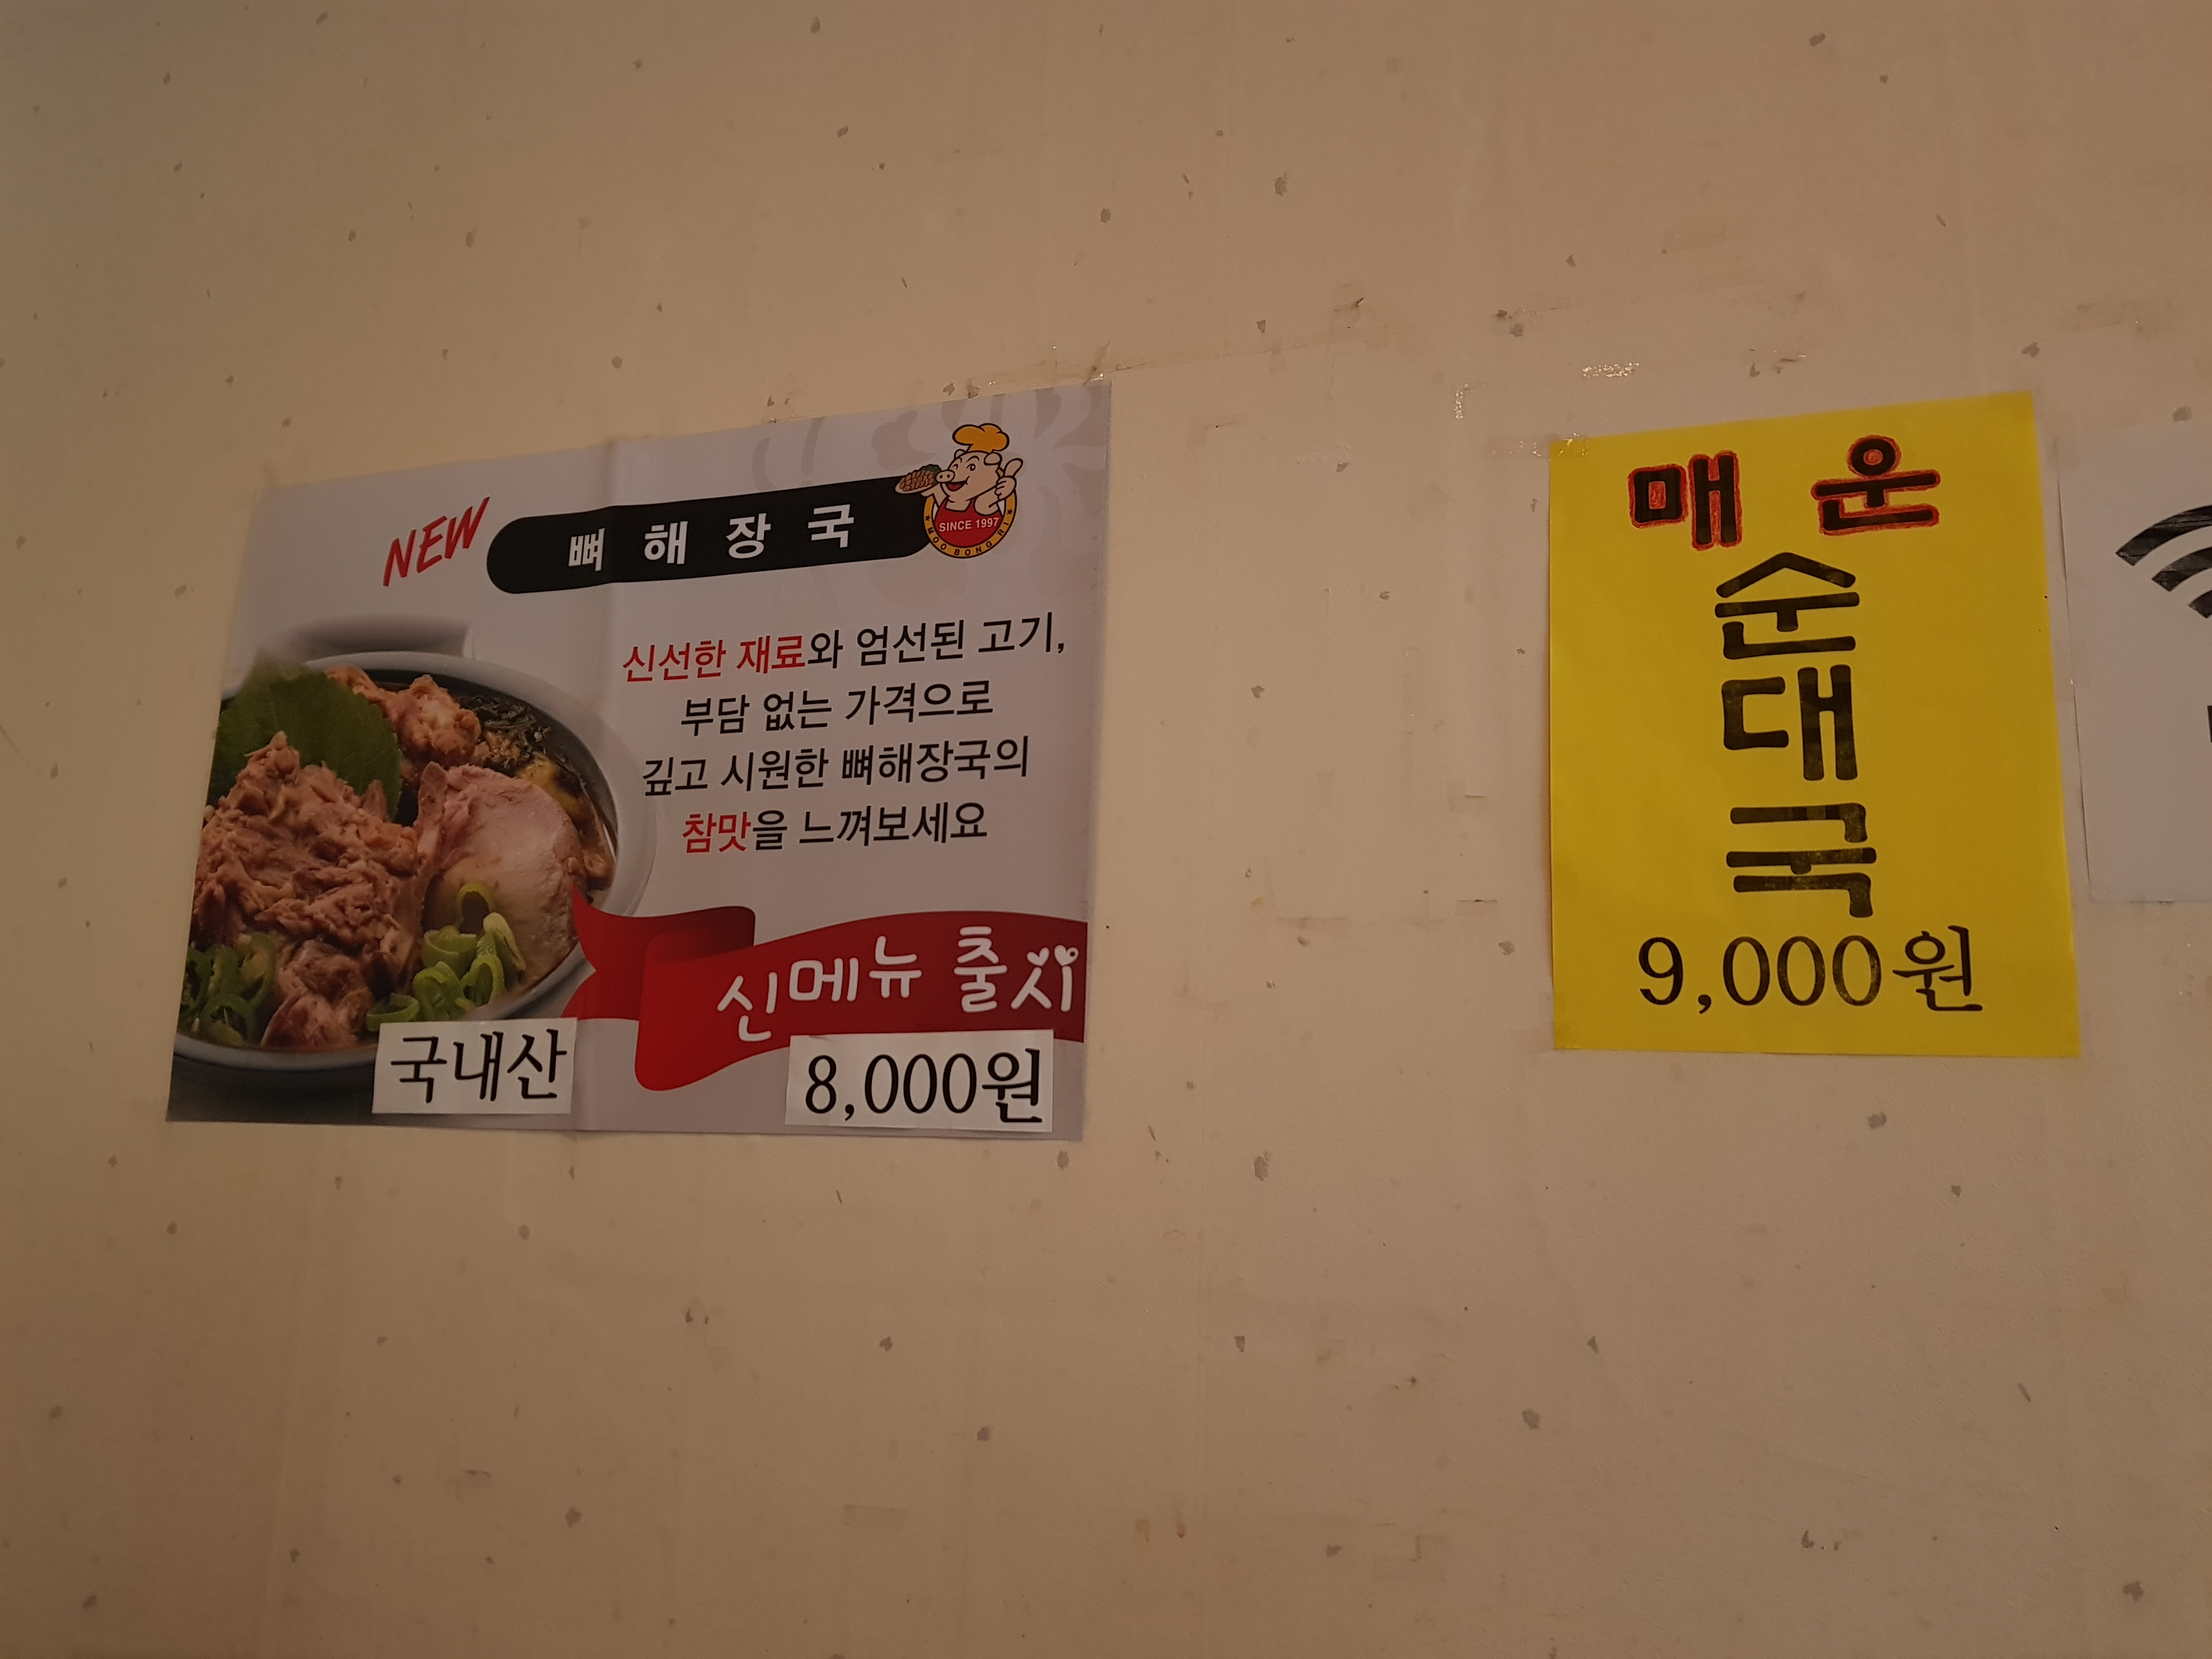 NEW
뼈해장국
SINCE 1997
MOO BONG RI
신선한 재료와 엄선된 고기,
부담 없는 가격으로
깊고 시원한 뼈해장국의
참맛을 느껴보세요
신메뉴 출시
국내산
8,000원
매운
순
대
국
9,000원